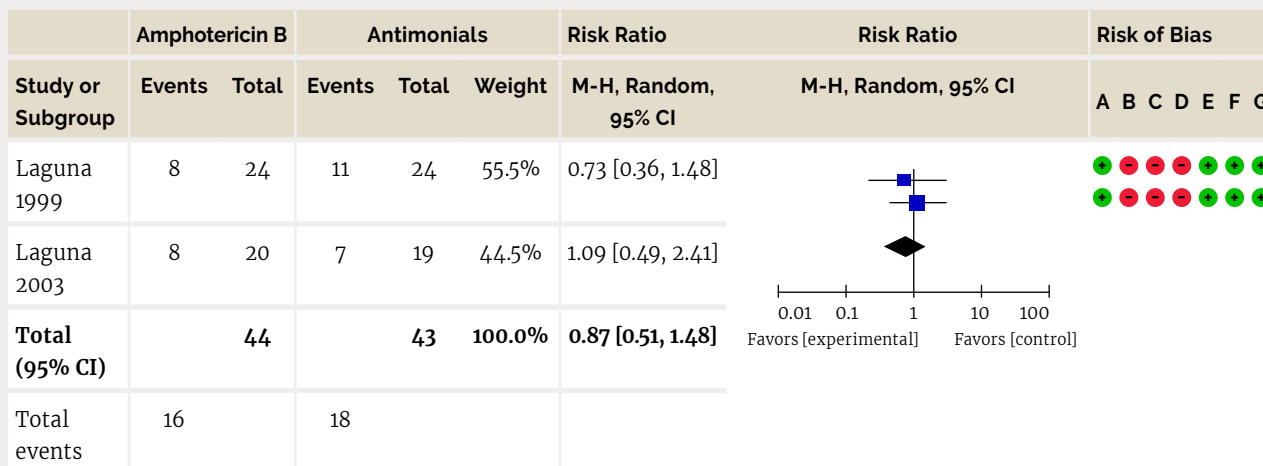 Amphotericin B Antimonials Risk Ratio Risk Ratio Risk of Bias
Study or Subgroup Events Total Events Total Weight M-H, Random, 95% CI M-H, Random, 95% CI A B C D E F G
Laguna 1999 8 24 11 24 55.5% 0.73 [0.36, 1.48]
+ - - - + + +
+ - - - + + +
Laguna 2003 8 20 7 19 44.5% 1.09 [0.49, 2.41]
Total (95% CI) 44 43 100.0% 0.87 [0.51, 1.48]
0.01 0.1 1 10 100
Favors [experimental] Favors [control]
Total events 16 18